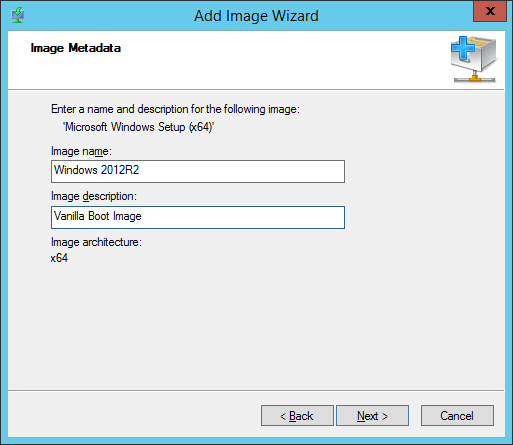 Add Image Wizard
Image Metadata
Enter a name and description for the following image:
'Microsoft Windows Setup (x64)'
Image name:
Windows 2012R2
Image description:
Vanilla Boot Image
Image architecture:
x64
< Back
Next >
Cancel